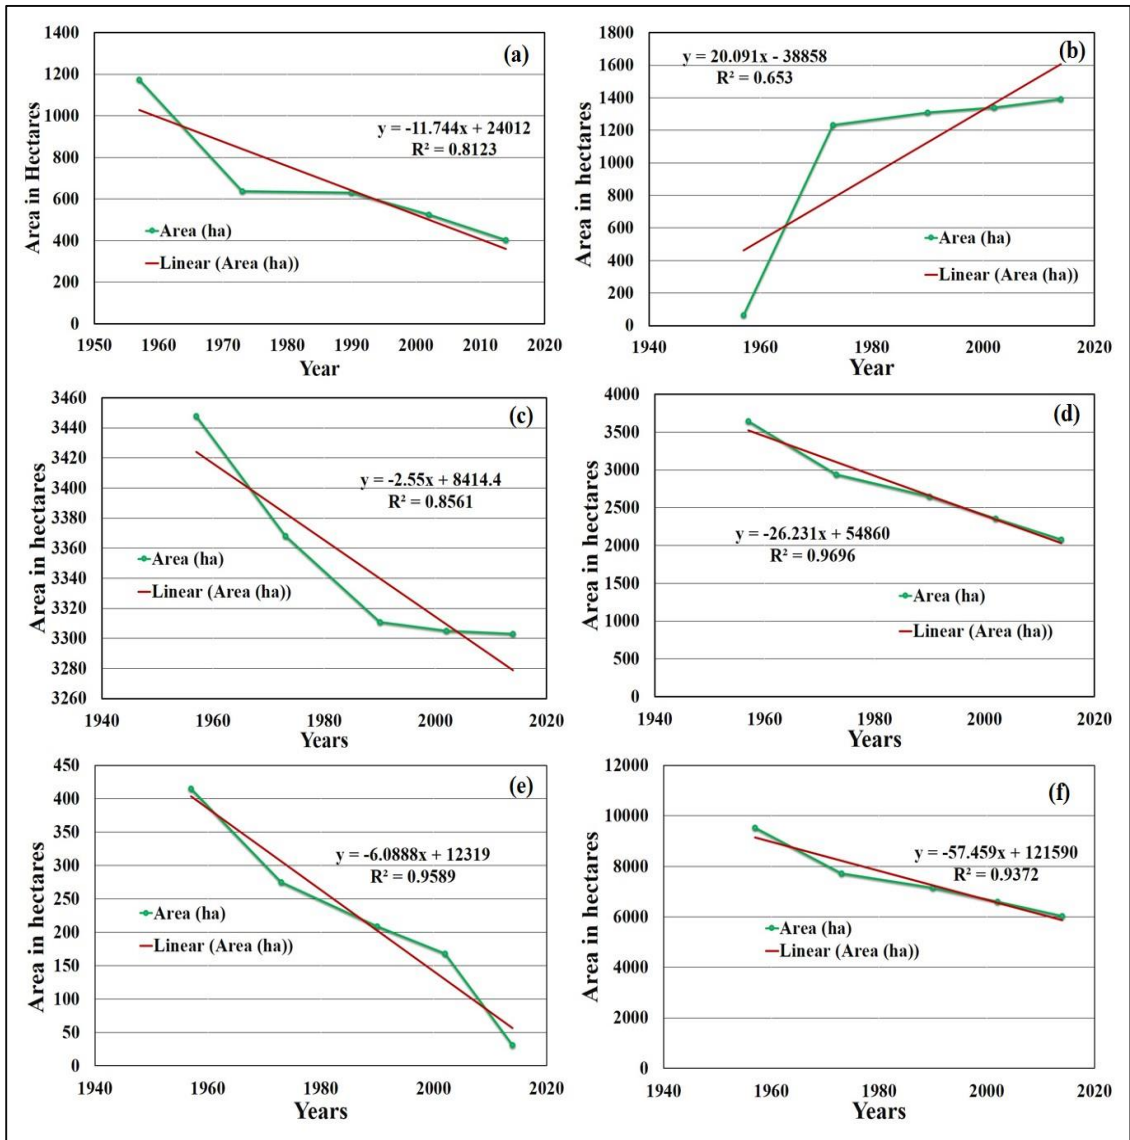 (a)
1400
1200
1000
800
600
400
200
0
Area in Hectares
y = -11.744x + 24012
R² = 0.8123
Area (ha)
Linear (Area (ha))
1950 1960 1970 1980 1990 2000 2010 2020
Year
(b)
1800
1600
1400
1200
1000
800
600
400
200
0
Area in hectares
y = 20.091x - 38858
R² = 0.653
Area (ha)
Linear (Area (ha))
1940 1960 1980 2000 2020
Year
(c)
3460
3440
3420
3400
3380
3360
3340
3320
3300
3280
3260
Area in hectares
y = -2.55x + 8414.4
R² = 0.8561
Area (ha)
Linear (Area (ha))
1940 1960 1980 2000 2020
Years
(d)
4000
3500
3000
2500
2000
1500
1000
500
0
Area in hectares
y = -26.231x + 54860
R² = 0.9696
Area (ha)
Linear (Area (ha))
1940 1960 1980 2000 2020
Years
(e)
450
400
350
300
250
200
150
100
50
0
Area in hectares
y = -6.0888x + 12319
R² = 0.9589
Area (ha)
Linear (Area (ha))
1940 1960 1980 2000 2020
Years
(f)
12000
10000
8000
6000
4000
2000
0
Area in hectares
y = -57.459x + 121590
R² = 0.9372
Area (ha)
Linear (Area (ha))
1940 1960 1980 2000 2020
Years